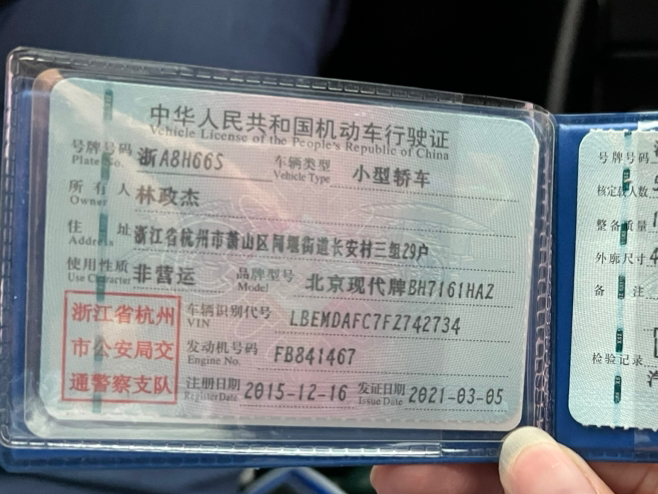 中华人民共和国机动车行驶证
Vehicle License of the People's Republic of China
号牌号码 浙A8H66S 车辆类型 小型轿车
Plate No. Vehicle Type
所有人 林政杰
Owner
住址 浙江省杭州市萧山区闻堰街道长安村三组29户
Address
使用性质 非营运 品牌型号 北京现代牌BH7161HAZ
Use Character Model
浙江省杭州
市公安局交
通警察支队
车辆识别代号 LBEMDAFC7FZ742734
VIN
发动机号码 FB841467
Engine No.
注册日期 2015-12-16 发证日期 2021-03-05
Register Date Issue Date
号牌号码
核定载人数
整备质量
外廓尺寸
备注
检验记录